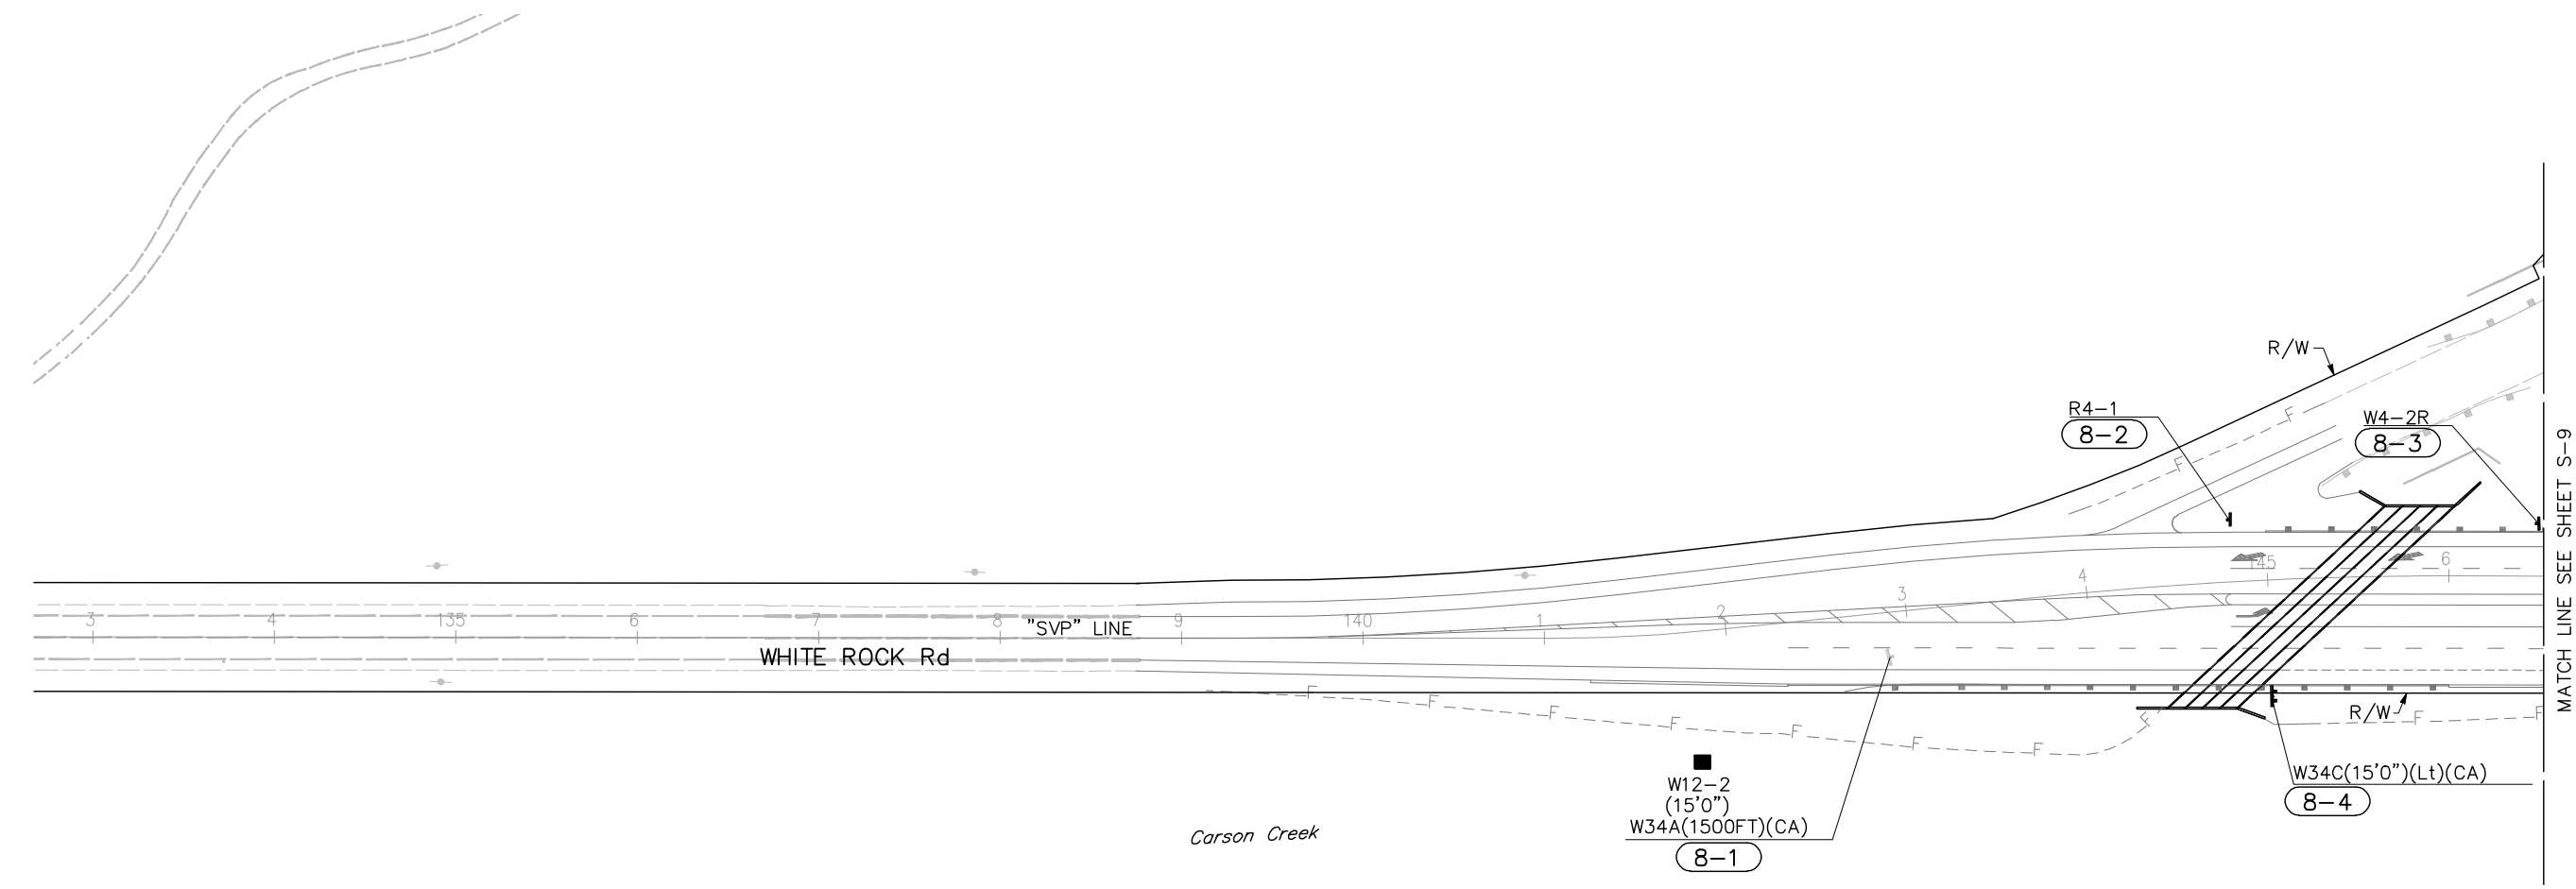 R/W
R4-1
8-2
W4-2R
8-3
F
F
3
4
135
6
7
8
"SVP" LINE
9
140
1
2
3
4
145
6
WHITE ROCK Rd
F
F
F
F
F
F
F
F
R/W
F
F
W12-2
(15'0")
W34A(1500FT)(CA)
8-1
W34C(15'0")(Lt)(CA)
8-4
Carson Creek
MATCH LINE SEE SHEET S-9